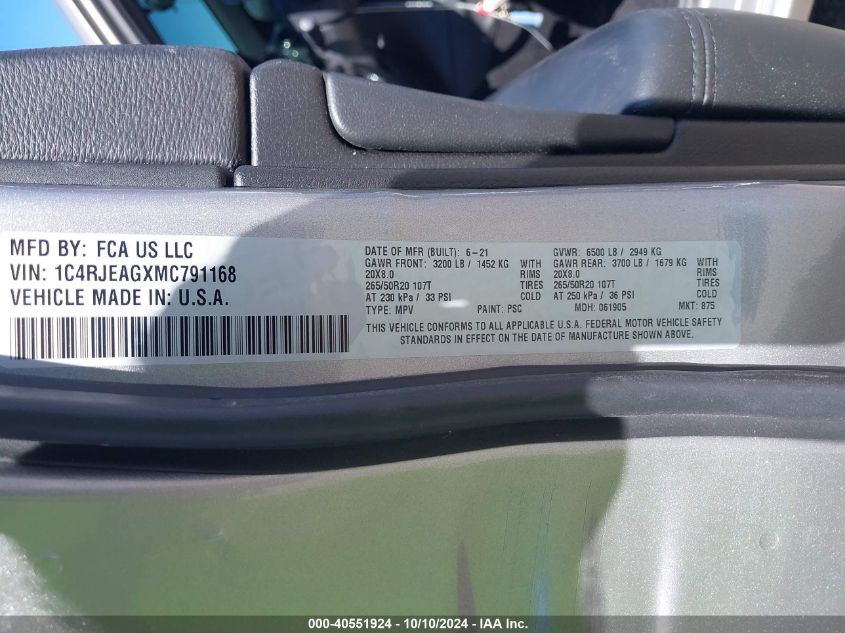 MFD BY: FCA US LLC
VIN: 1C4RJEAGXMC791168
VEHICLE MADE IN: U.S.A.
DATE OF MFR (BUILT): 6-21 GVWR: 6500 LB / 2949 KG
GAWR FRONT: 3200 LB / 1452 KG WITH GAWR REAR: 3700 LB / 1679 KG WITH
20X8.0 RIMS 20X8.0 RIMS
265/50R20 107T TIRES 265/50R20 107T TIRES
AT 230 kPa / 33 PSI COLD AT 250 kPa / 36 PSI COLD
TYPE: MPV PAINT: PSC MDH: 061905 MKT: 875
THIS VEHICLE CONFORMS TO ALL APPLICABLE U.S.A. FEDERAL MOTOR VEHICLE SAFETY
STANDARDS IN EFFECT ON THE DATE OF MANUFACTURE SHOWN ABOVE.
000-40551924 - 10/10/2024 - IAA Inc.